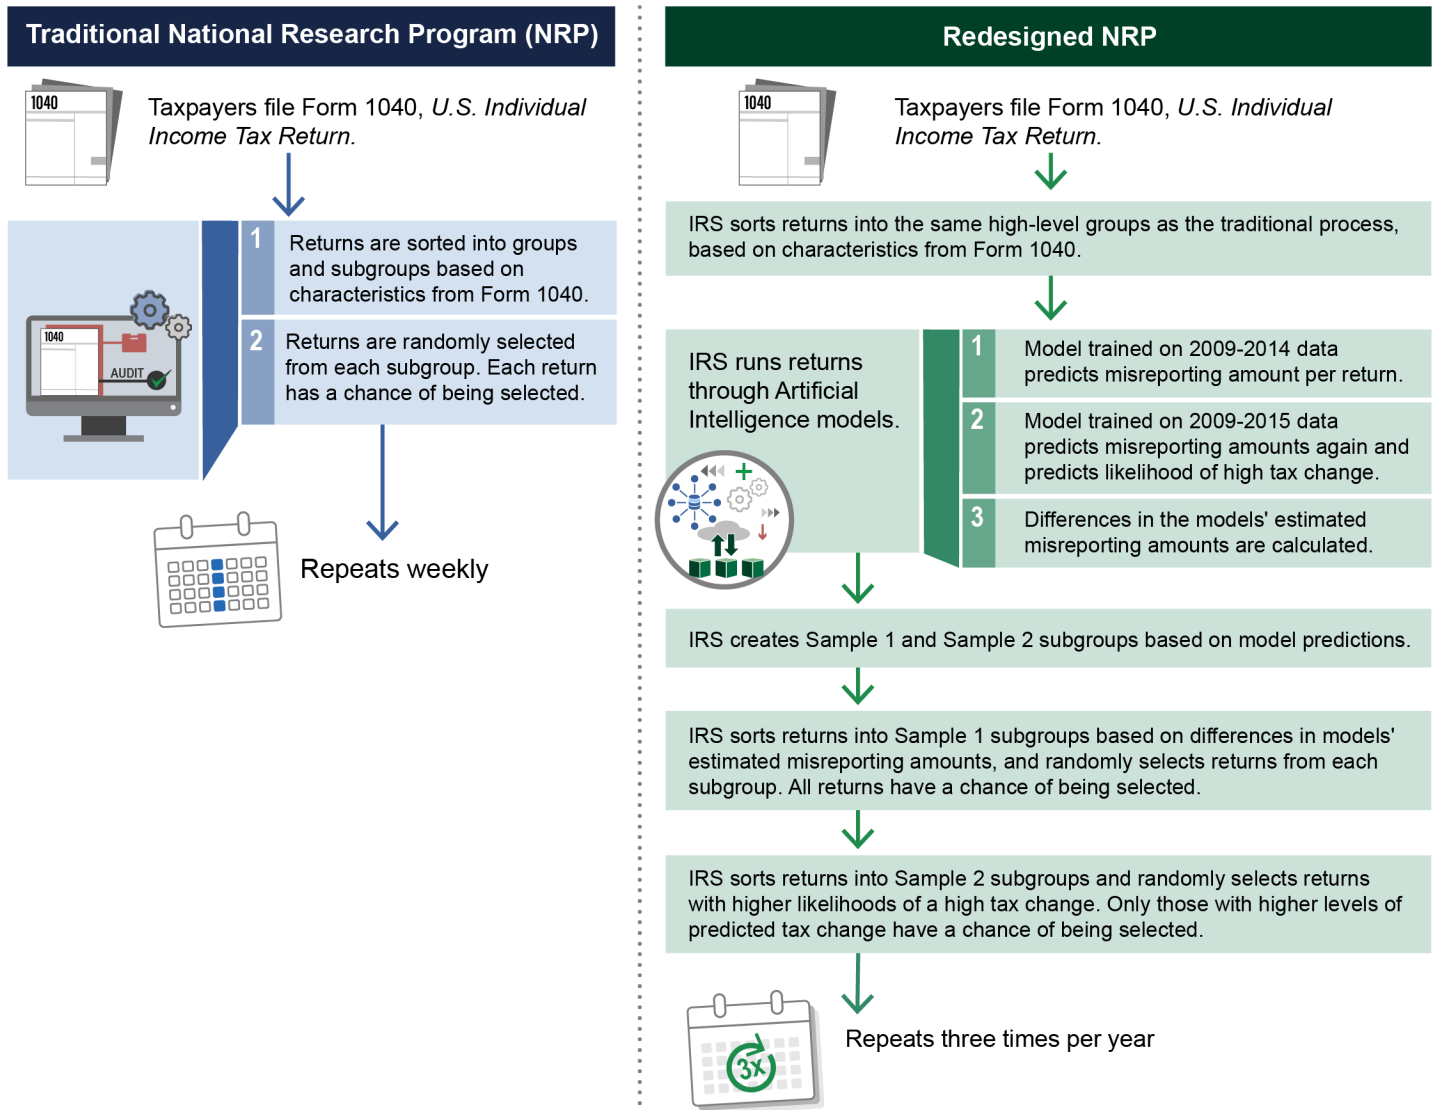 Traditional National Research Program (NRP)
1040
Taxpayers file Form 1040, U.S. Individual
Income Tax Return.
1
Returns are sorted into groups
and subgroups based on
characteristics from Form 1040.
2
Returns are randomly selected
from each subgroup. Each return
has a chance of being selected.
1040
AUDIT
Repeats weekly
Redesigned NRP
1040
Taxpayers file Form 1040, U.S. Individual
Income Tax Return.
IRS sorts returns into the same high-level groups as the traditional process,
based on characteristics from Form 1040.
IRS runs returns
through Artificial
Intelligence models.
1
Model trained on 2009-2014 data
predicts misreporting amount per return.
2
Model trained on 2009-2015 data
predicts misreporting amounts again and
predicts likelihood of high tax change.
3
Differences in the models' estimated
misreporting amounts are calculated.
IRS creates Sample 1 and Sample 2 subgroups based on model predictions.
IRS sorts returns into Sample 1 subgroups based on differences in models'
estimated misreporting amounts, and randomly selects returns from each
subgroup. All returns have a chance of being selected.
IRS sorts returns into Sample 2 subgroups and randomly selects returns
with higher likelihoods of a high tax change. Only those with higher levels of
predicted tax change have a chance of being selected.
3x
Repeats three times per year